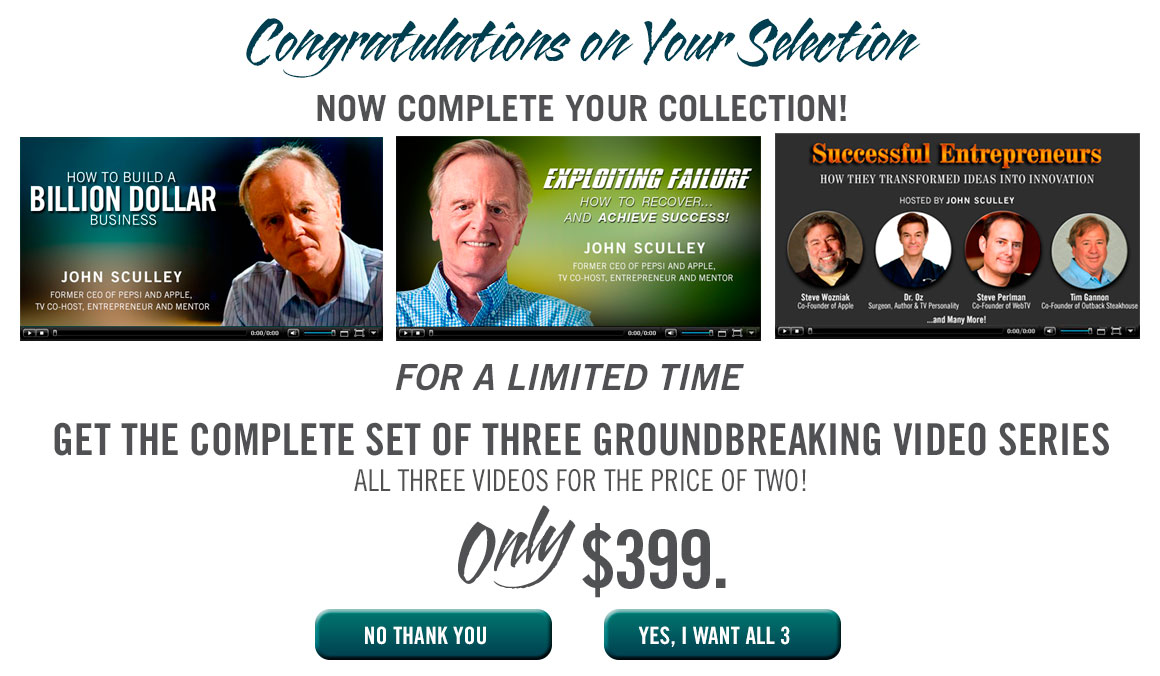 Congratulations on Your Selection
NOW COMPLETE YOUR COLLECTION!
HOW TO BUILD A
BILLION DOLLAR
BUSINESS
JOHN SCULLEY
FORMER CEO OF PEPSI AND APPLE,
TV CO-HOST, ENTREPRENEUR AND MENTOR
0:00/0:00
EXPLOITING FAILURE
HOW TO RECOVER...
AND ACHIEVE SUCCESS!
JOHN SCULLEY
FORMER CEO OF PEPSI AND APPLE,
TV CO-HOST, ENTREPRENEUR AND MENTOR
0:00/0:00
Successful Entrepreneurs
HOW THEY TRANSFORMED IDEAS INTO INNOVATION
HOSTED BY JOHN SCULLEY
Steve Wozniak
Co-Founder of Apple
Dr. Oz
Surgeon, Author & TV Personality
Steve Perlman
Co-Founder of WebTV
Tim Gannon
Co-Founder of Outback Steakhouse
...and Many More!
0:00/0:00
FOR A LIMITED TIME
GET THE COMPLETE SET OF THREE GROUNDBREAKING VIDEO SERIES
ALL THREE VIDEOS FOR THE PRICE OF TWO!
Only $399.
NO THANK YOU
YES, I WANT ALL 3